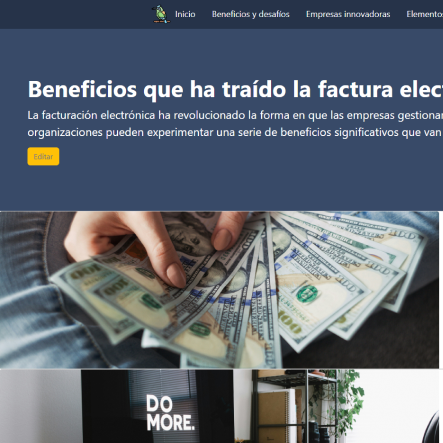 Inicio Beneficios y desafíos Empresas innovadoras Elemento
Beneficios que ha traído la factura elec
La facturación electrónica ha revolucionado la forma en que las empresas gestionar
organizaciones pueden experimentar una serie de beneficios significativos que van
Editar
100
100
DO
MORE.